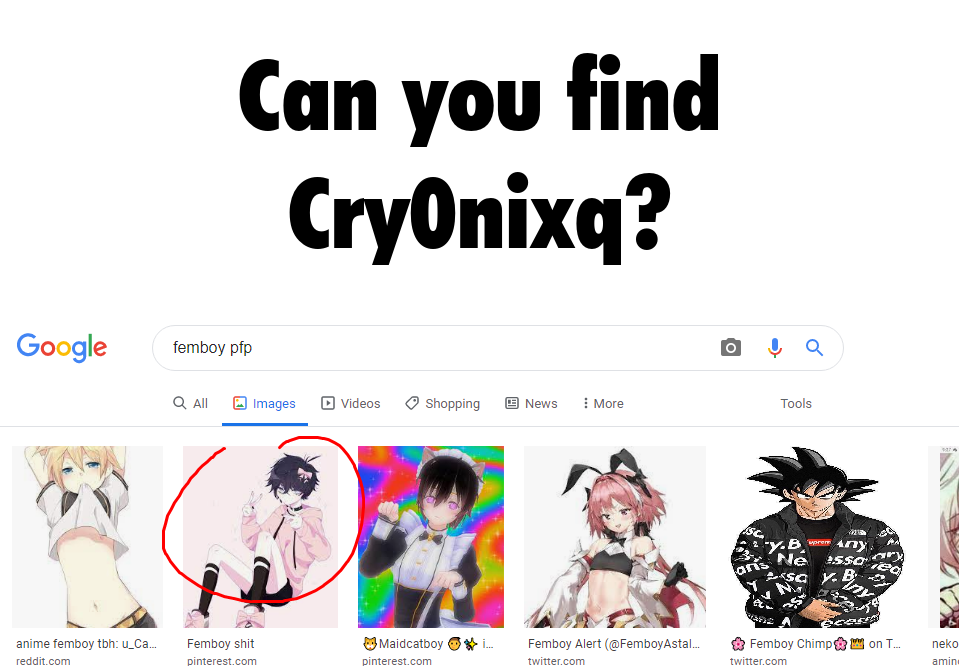 Can you find
Cry0nixq?
Google
femboy pfp
All Images Videos Shopping News More Tools
anime femboy tbh: u_Ca... Femboy shit 🐱Maidcatboy i... Femboy Alert (@FemboyAstal... 🌸 Femboy Chimp🌸👑 on T... neko
reddit.com pinterest.com pinterest.com twitter.com twitter.com amin